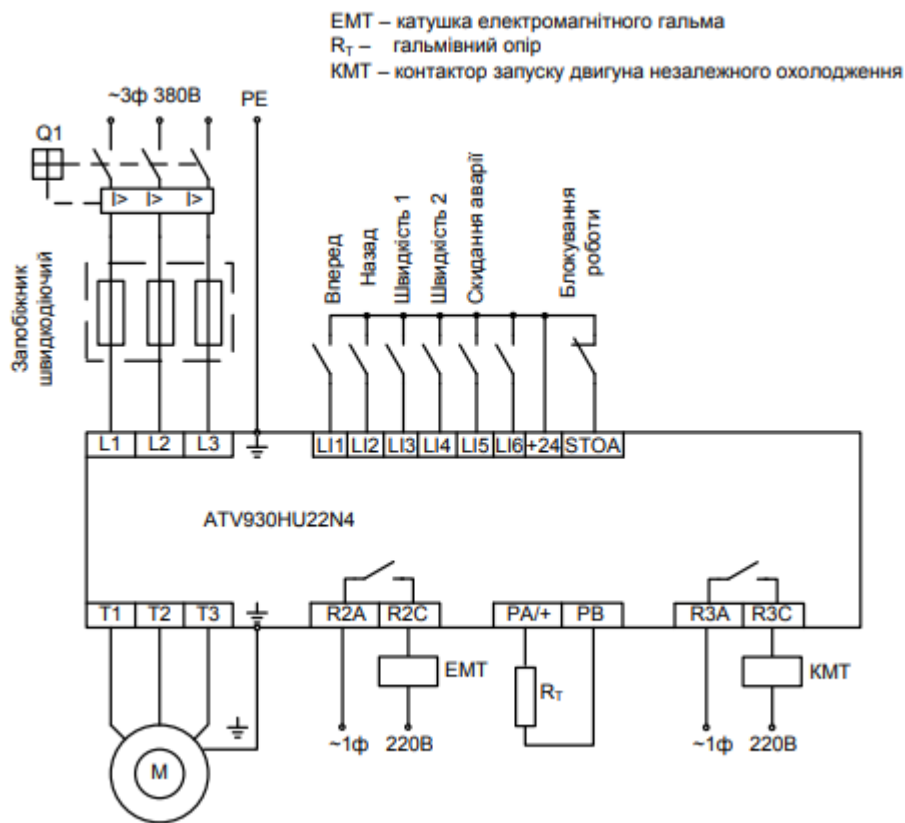 ЕМТ – катушка електромагнітного гальма
RТ – гальмівний опір
КМТ – контактор запуску двигуна незалежного охолодження
~3ф 380В
PE
Q1
I> I> I>
Запобіжник
швидкодіючий
Вперед
Назад
Швидкість 1
Швидкість 2
Скидання аварії
Блокування
роботи
L1 L2 L3
LI1 LI2 LI3 LI4 LI5 LI6 +24 STOA
ATV930HU22N4
T1 T2 T3
R2A R2C
PA/+ PB
R3A R3C
ЕМТ
RТ
КМТ
~1ф 220В
~1ф 220В
М